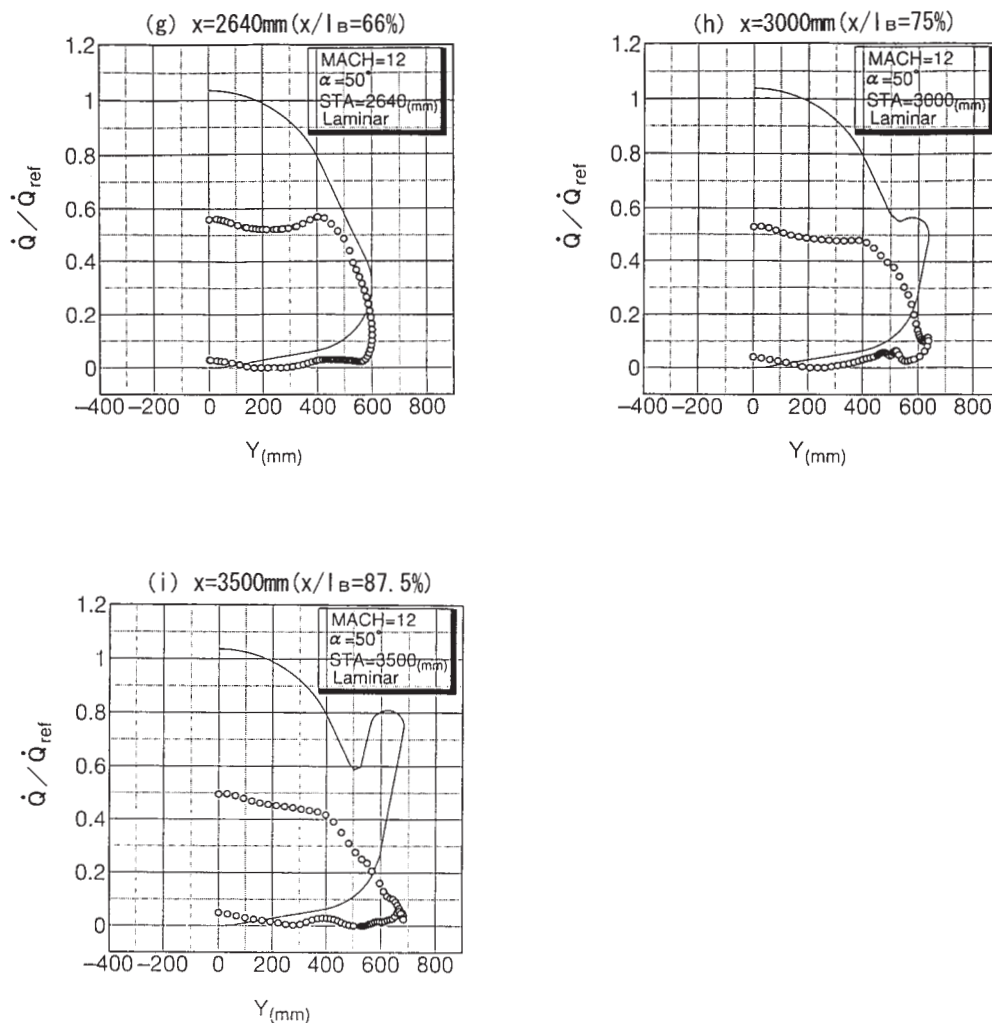 (g) x=2640mm(x/lB=66%)
MACH=12
α=50°
STA=2640(mm)
Laminar
1.2
1
0.8
0.6
0.4
0.2
0
Q̇/Q̇ref
−400 −200 0 200 400 600 800
Y(mm)
(h) x=3000mm(x/lB=75%)
MACH=12
α=50°
STA=3000(mm)
Laminar
1.2
1
0.8
0.6
0.4
0.2
0
Q̇/Q̇ref
−400 −200 0 200 400 600 800
Y(mm)
(i) x=3500mm(x/lB=87.5%)
MACH=12
α=50°
STA=3500(mm)
Laminar
1.2
1
0.8
0.6
0.4
0.2
0
Q̇/Q̇ref
−400 −200 0 200 400 600 800
Y(mm)